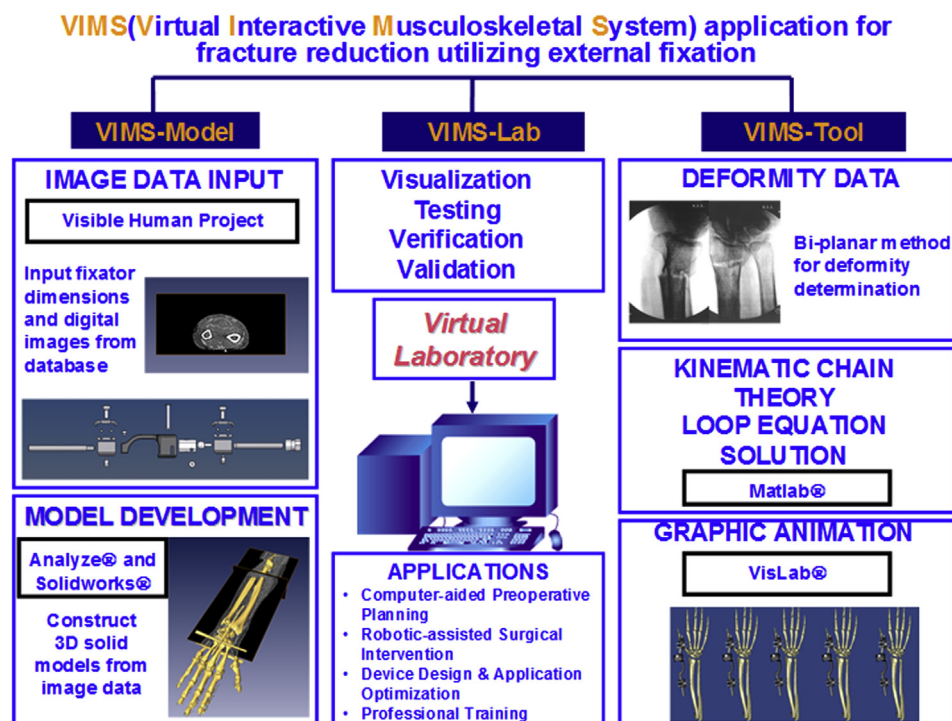 VIMS(Virtual Interactive Musculoskeletal System) application for
fracture reduction utilizing external fixation
VIMS-Model
IMAGE DATA INPUT
Visible Human Project
Input fixator
dimensions
and digital
images from
database
MODEL DEVELOPMENT
Analyze® and
Solidworks®
Construct
3D solid
models from
image data
VIMS-Lab
Visualization
Testing
Verification
Validation
Virtual
Laboratory
APPLICATIONS
• Computer-aided Preoperative
Planning
• Robotic-assisted Surgical
Intervention
• Device Design & Application
Optimization
• Professional Training
VIMS-Tool
DEFORMITY DATA
Bi-planar method
for deformity
determination
KINEMATIC CHAIN
THEORY
LOOP EQUATION
SOLUTION
Matlab®
GRAPHIC ANIMATION
VisLab®